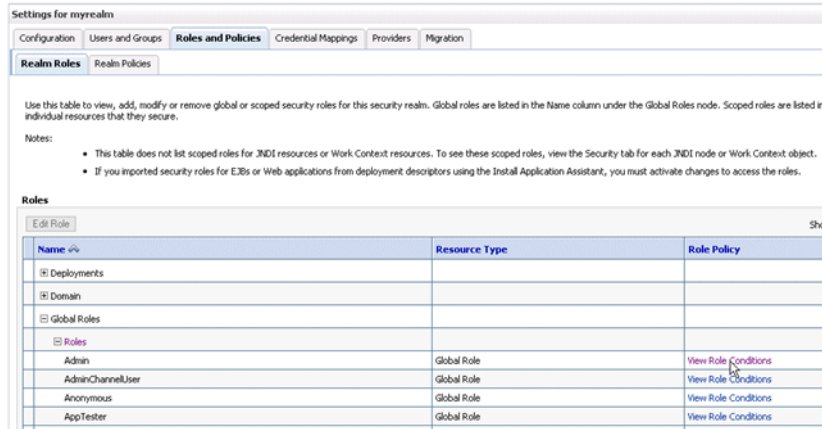 Settings for myrealm
Configuration Users and Groups Roles and Policies Credential Mappings Providers Migration
Realm Roles Realm Policies
Use this table to view, add, modify or remove global or scoped security roles for this security realm. Global roles are listed in the Name column under the Global Roles node. Scoped roles are listed
individual resources that they secure.
Notes:
• This table does not list scoped roles for JNDI resources or Work Context resources. To see these scoped roles, view the Security tab for each JNDI node or Work Context object.
• If you imported security roles for EJBs or Web applications from deployment descriptors using the Install Application Assistant, you must activate changes to access the roles.
Roles
Edit Role
Name Resource Type Role Policy
Deployments
Domain
Global Roles
Roles
Admin Global Role View Role Conditions
AdminChannelUser Global Role View Role Conditions
Anonymous Global Role View Role Conditions
AppTester Global Role View Role Conditions